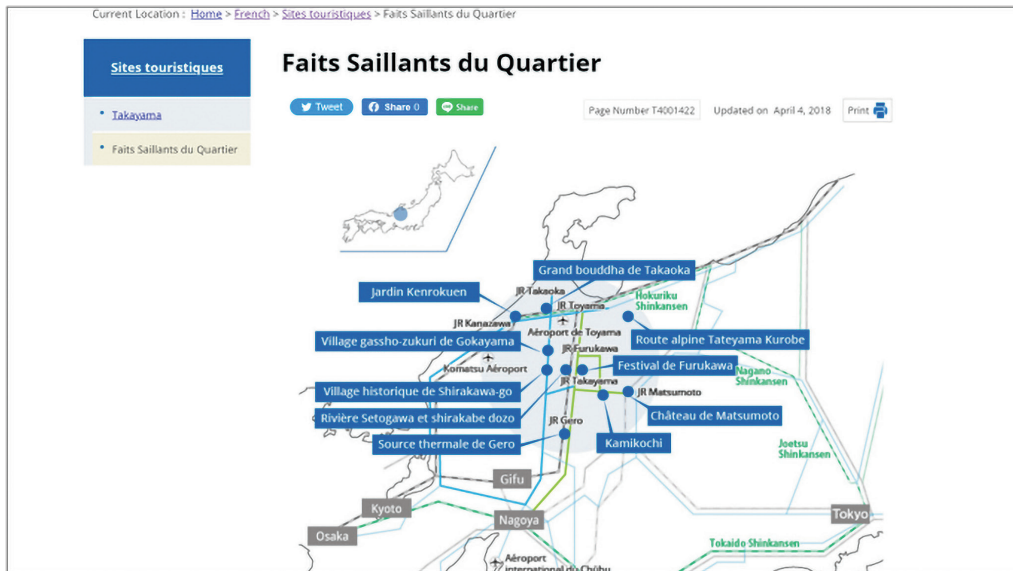 Current Location : Home > French > Sites touristiques > Faits Saillants du Quartier
Sites touristiques
Takayama
Faits Saillants du Quartier
Faits Saillants du Quartier
Tweet
Share 0
Share
Page Number T4001422
Updated on April 4, 2018
Print
Grand bouddha de Takaoka
JR Takaoka
Jardin Kenrokuen
JR Toyama
Hokuriku
Shinkansen
JR Kanazawa
Aéroport de Toyama
Village gassho-zukuri de Gokayama
JR Furukawa
Route alpine Tateyama Kurobe
Komatsu Aéroport
Festival de Furukawa
Nagano
Shinkansen
JR Takayama
Village historique de Shirakawa-go
JR Matsumoto
Rivière Setogawa et shirakabe dozo
Château de Matsumoto
JR Gero
Source thermale de Gero
Kamikochi
Joetsu
Shinkansen
Gifu
Kyoto
Nagoya
Tokyo
Osaka
Tokaido Shinkansen
Aéroport
international du Chûbu